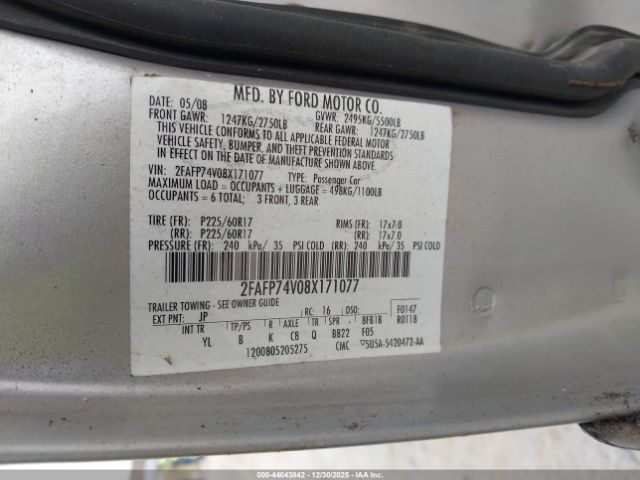 MFD. BY FORD MOTOR CO.
DATE: 05/08 GVWR: 2495KG/5500LB
FRONT GAWR: 1247KG/2750LB REAR GAWR: 1247KG/2750LB
THIS VEHICLE CONFORMS TO ALL APPLICABLE FEDERAL MOTOR
VEHICLE SAFETY, BUMPER, AND THEFT PREVENTION STANDARDS
IN EFFECT ON THE DATE OF MANUFACTURE SHOWN ABOVE.
VIN: 2FAFP74V08X171077 TYPE: Passenger Car
MAXIMUM LOAD = OCCUPANTS + LUGGAGE = 498KG/1100LB
OCCUPANTS = 6 TOTAL; 3 FRONT, 3 REAR
TIRE (FR): P225/60R17 RIMS (FR): 17x7.0
(RR): P225/60R17 (RR): 17x7.0
PRESSURE (FR): 240 kPa/ 35 PSI COLD (RR): 240 kPa/ 35 PSI COLD
2FAFP74V08X171077
TRAILER TOWING - SEE OWNER GUIDE
EXT PNT: JP RC: 16 DSO: F0147
INT TR TP/PS R AXLE TR SPR 8FB1B R0118
YL B K C8 Q BB22 F05
1200805205275 CMC 5U5A-5420472-AA
000-44043842 - 12/30/2025 - IAAI.COM